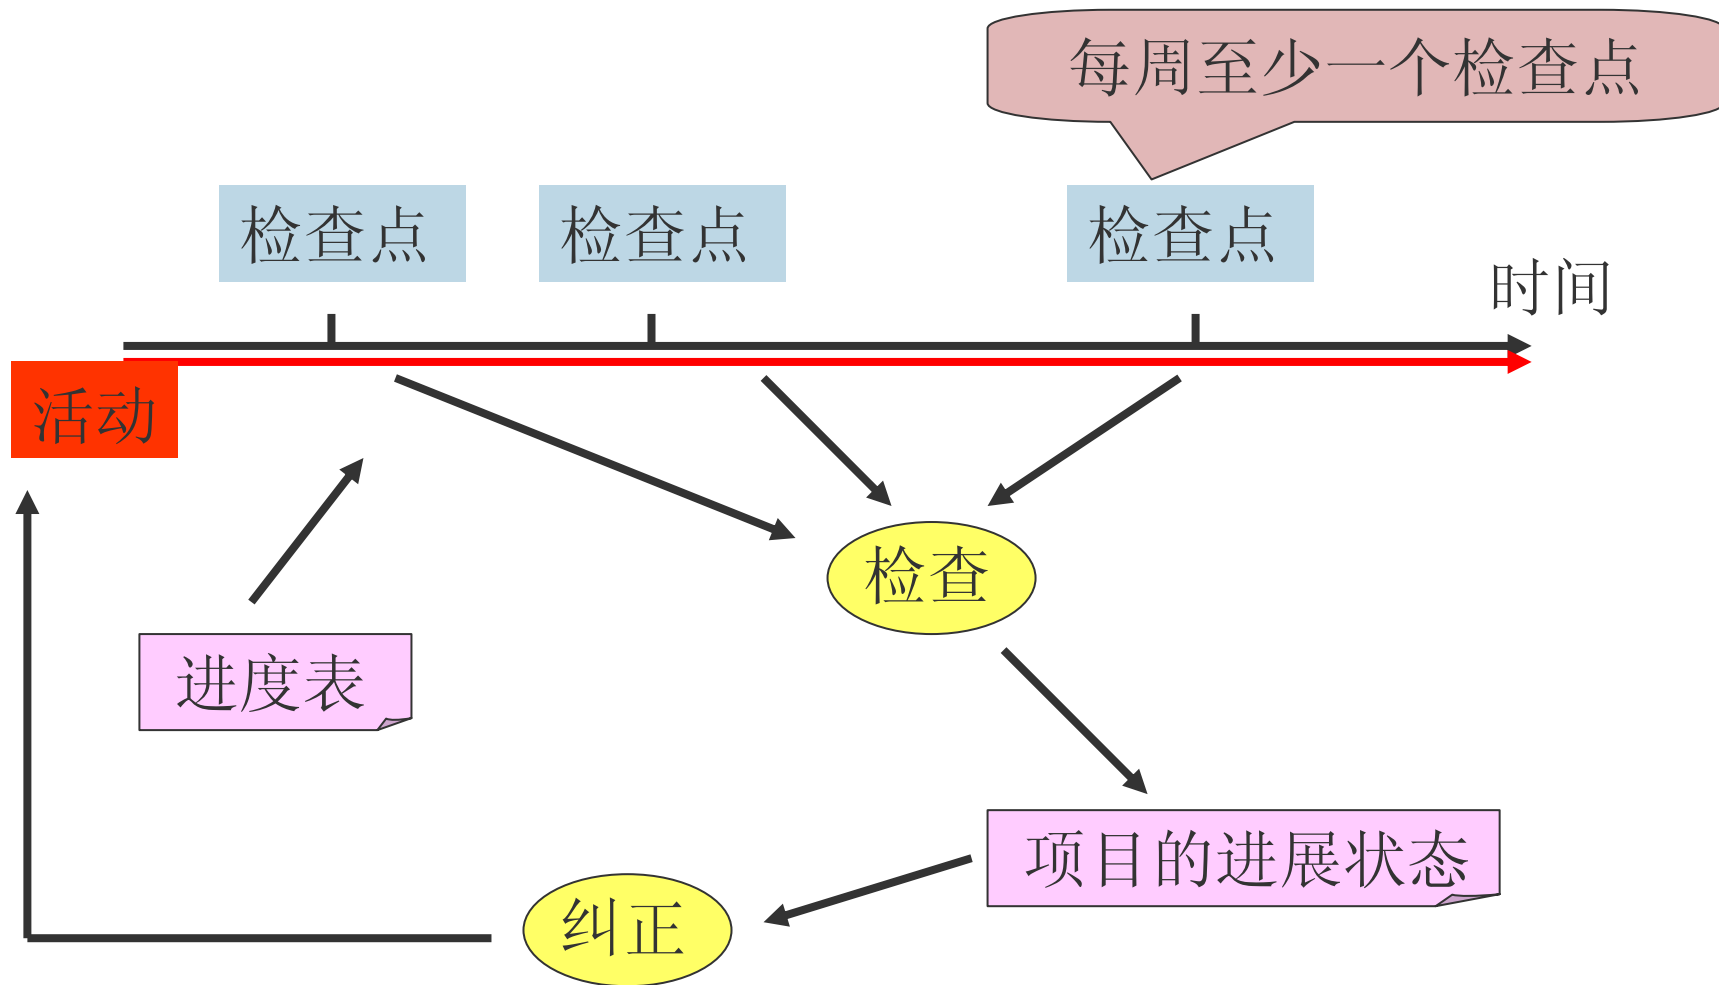 每周至少一个检查点
检查点
检查点
检查点
时间
活动
检查
进度表
项目的进展状态
纠正